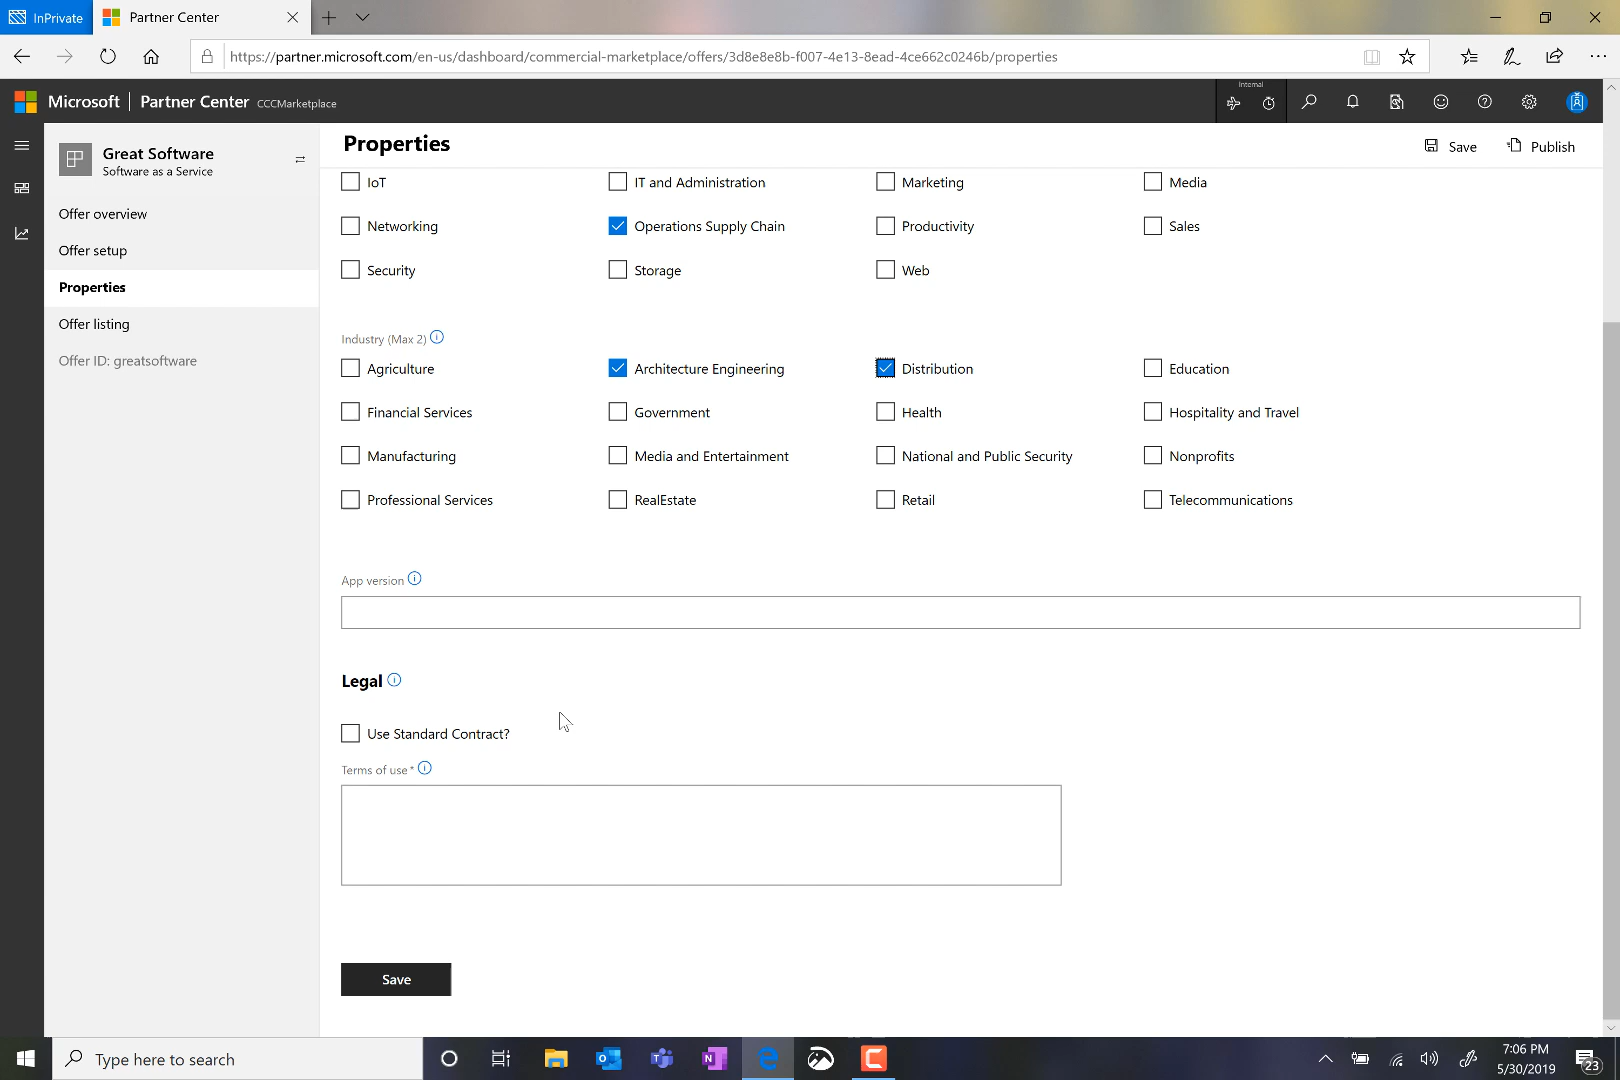 InPrivate
Partner Center
https://partner.microsoft.com/en-us/dashboard/commercial-marketplace/offers/3d8e8e8b-f007-4e13-8ead-4ce662c0246b/properties
Microsoft Partner Center CCCMarketplace
Internal
Great Software
Software as a Service
Offer overview
Offer setup
Properties
Offer listing
Offer ID: greatsoftware
Properties
Save
Publish
IoT
IT and Administration
Marketing
Media
Networking
Operations Supply Chain
Productivity
Sales
Security
Storage
Web
Industry (Max 2)
Agriculture
Architecture Engineering
Distribution
Education
Financial Services
Government
Health
Hospitality and Travel
Manufacturing
Media and Entertainment
National and Public Security
Nonprofits
Professional Services
RealEstate
Retail
Telecommunications
App version
Legal
Use Standard Contract?
Terms of use *
Save
Type here to search
7:06 PM
5/30/2019
23